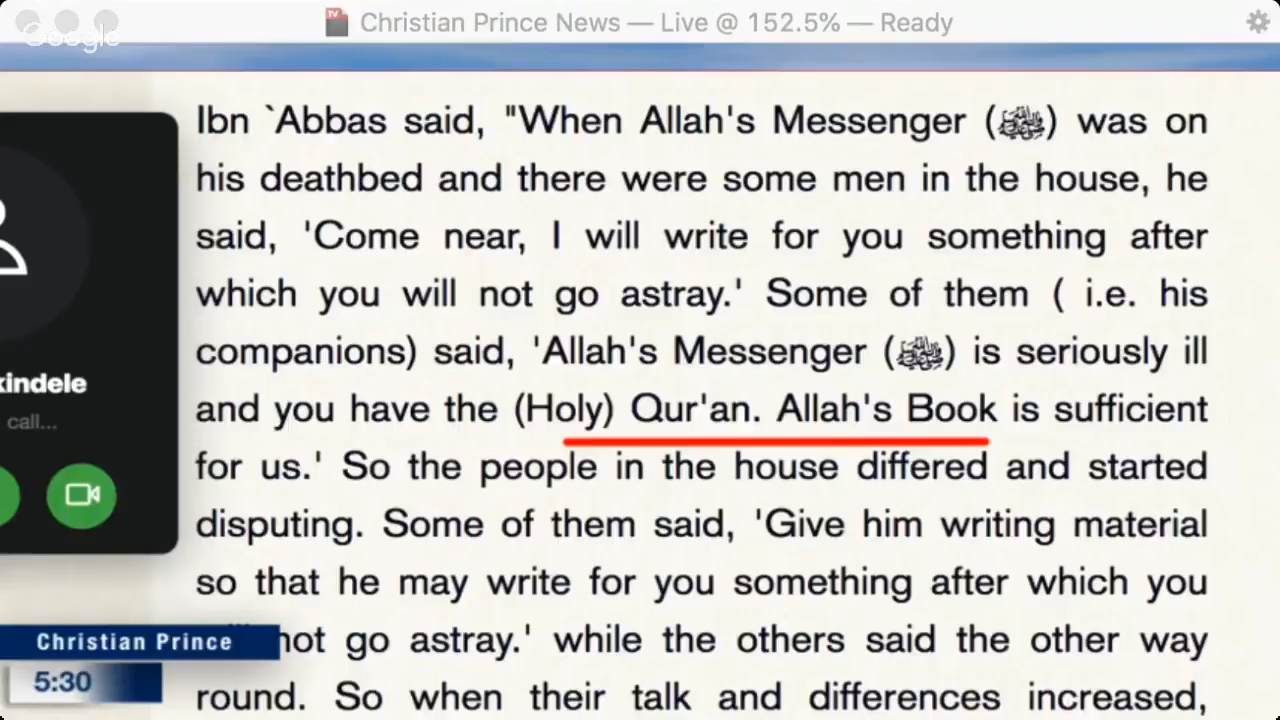 Christian Prince News — Live @ 152.5% — Ready
Google
Ibn `Abbas said, "When Allah's Messenger (ﷺ) was on
his deathbed and there were some men in the house, he
said, 'Come near, I will write for you something after
which you will not go astray.' Some of them ( i.e. his
companions) said, 'Allah's Messenger (ﷺ) is seriously ill
and you have the (Holy) Qur'an. Allah's Book is sufficient
for us.' So the people in the house differed and started
disputing. Some of them said, 'Give him writing material
so that he may write for you something after which you
not go astray.' while the others said the other way
round. So when their talk and differences increased,
kindele
call...
Christian Prince
5:30